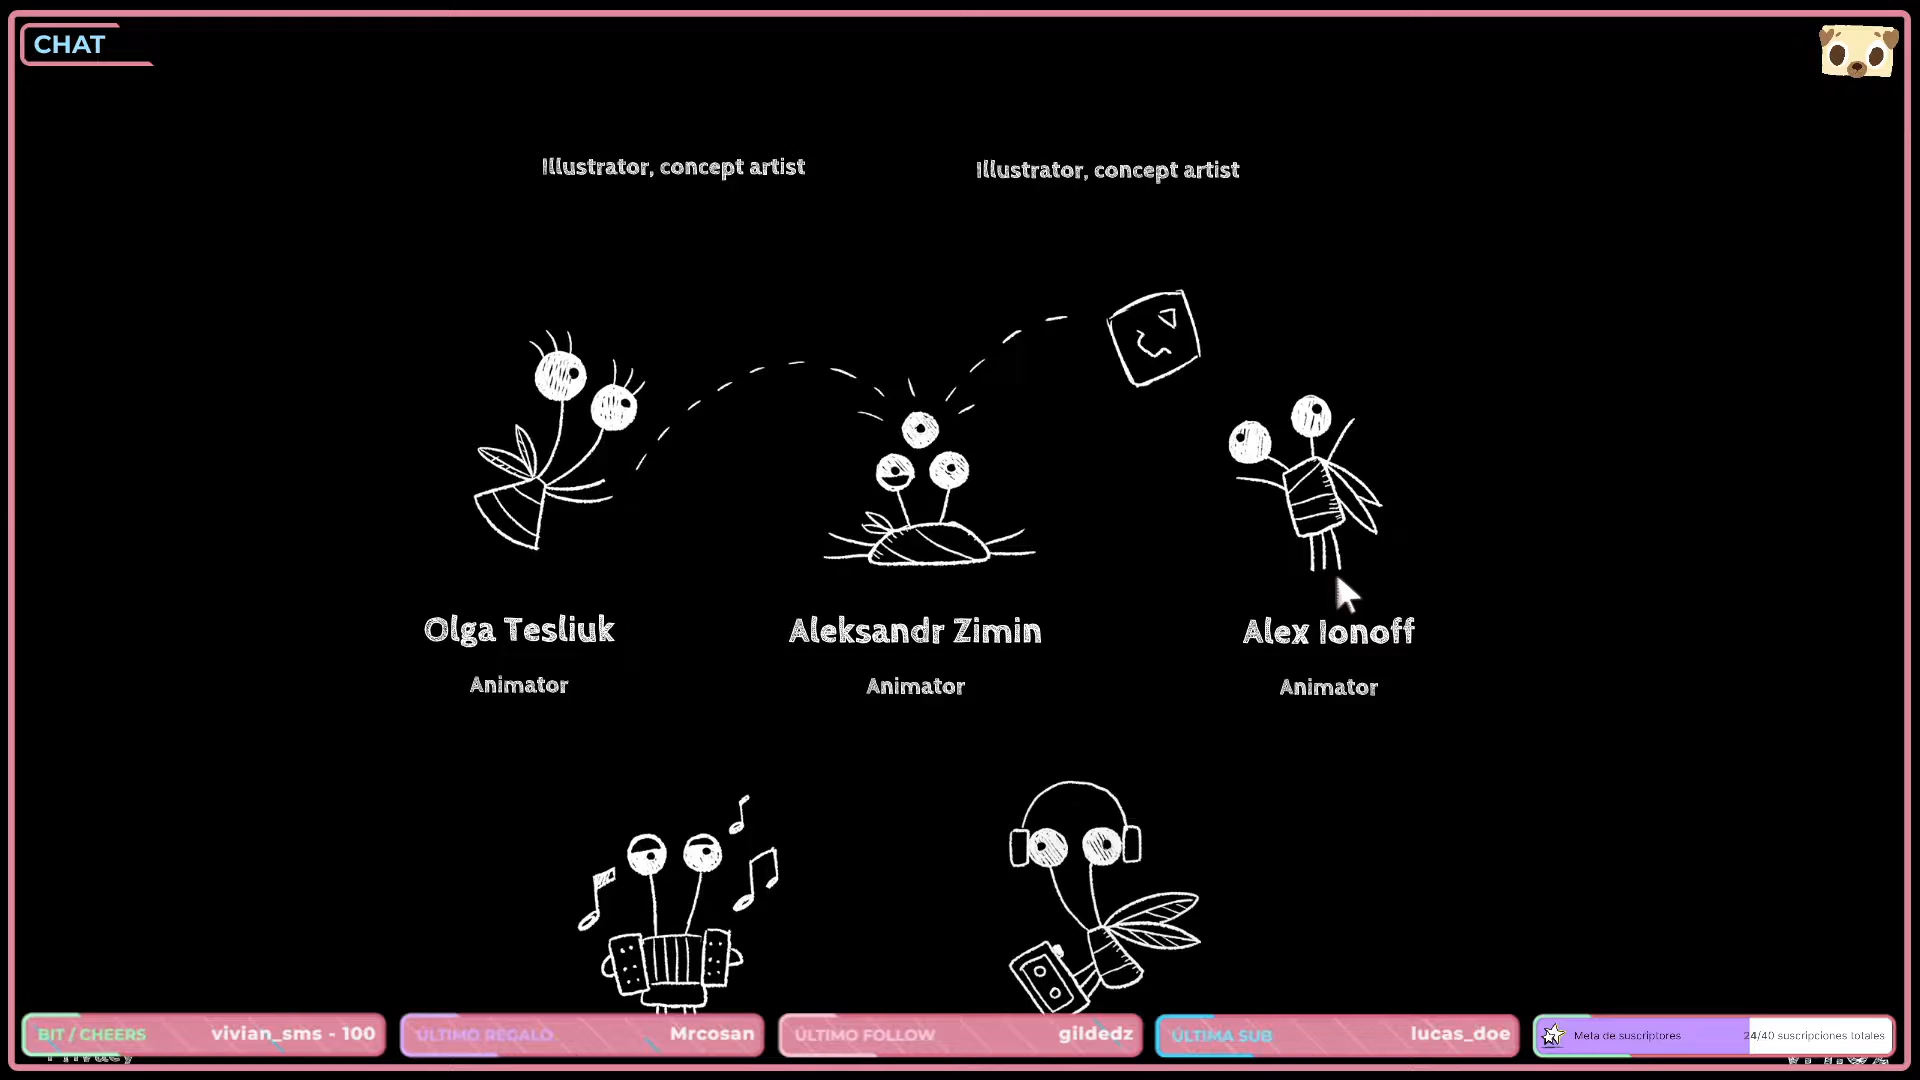 CHAT
Illustrator, concept artist
Illustrator, concept artist
Olga Tesliuk
Aleksandr Zimin
Alex Ionoff
Animator
Animator
Animator
BIT / CHEERS
vivian_sms - 100
ÚLTIMO REGALO
Mrcosan
ÚLTIMO FOLLOW
gildedz
ÚLTIMA SUB
lucas_doe
Meta de suscriptores
24/40 suscripciones totales
Privacy